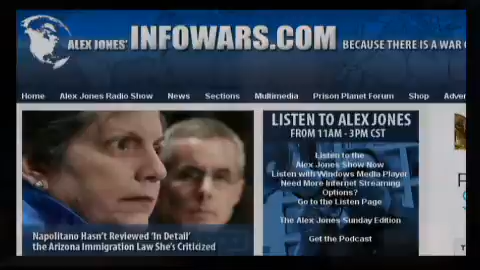 ALEX JONES' INFOWARS.COM BECAUSE THERE IS A WAR
Home Alex Jones Radio Show News Sections Multimedia Prison Planet Forum Shop
LISTEN TO ALEX JONES
FROM 11AM - 3PM CST
Listen to the
Alex Jones Show Now
Listen with Windows Media Player
Need More Internet Streaming
Options?
Go to the Listen Page
The Alex Jones Sunday Edition
Get the Podcast
Napolitano Hasn't Reviewed 'In Detail'
the Arizona Immigration Law She's Criticized